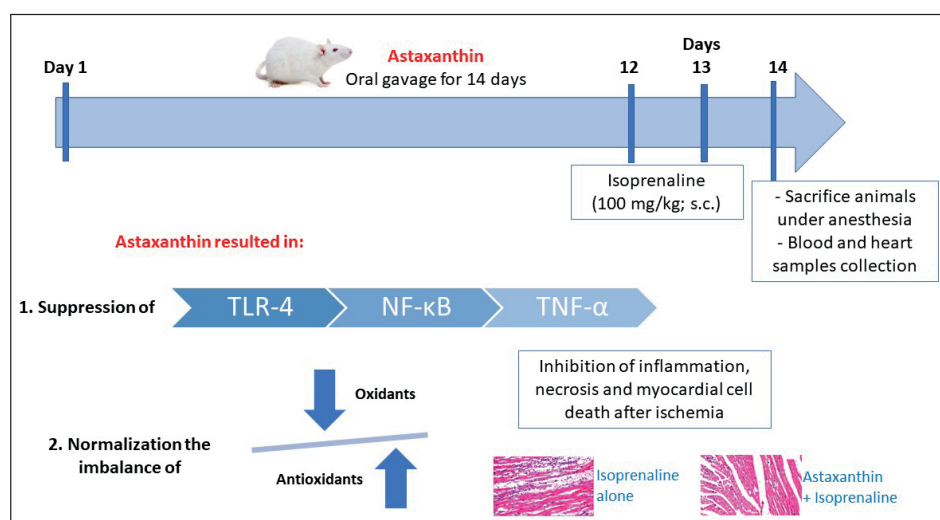 Day 1
Astaxanthin
Oral gavage for 14 days
Days
12
13
14
Isoprenaline
(100 mg/kg; s.c.)
- Sacrifice animals
under anesthesia
- Blood and heart
samples collection
Astaxanthin resulted in:
1. Suppression of
TLR-4
NF-κB
TNF-α
Inhibition of inflammation,
necrosis and myocardial cell
death after ischemia
2. Normalization the
imbalance of
Oxidants
Antioxidants
Isoprenaline
alone
Astaxanthin
+ Isoprenaline